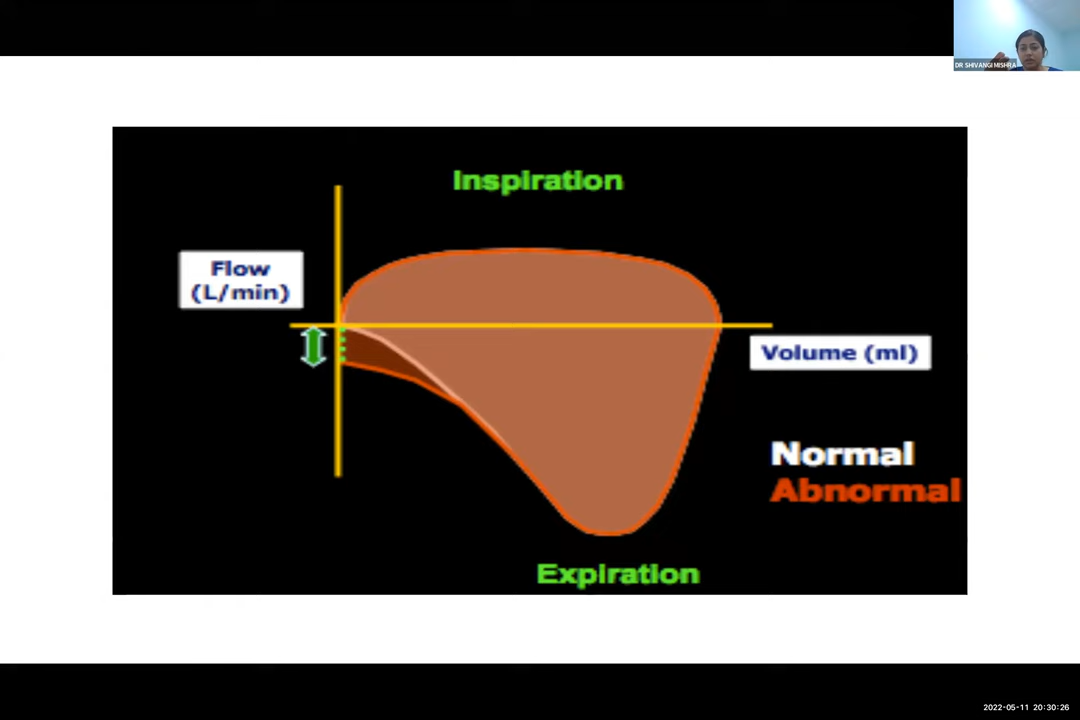 DR SHIVANGI MISHRA
Inspiration
Flow
(L/min)
Volume (ml)
Normal
Abnormal
Expiration
2022-05-11 20:30:26